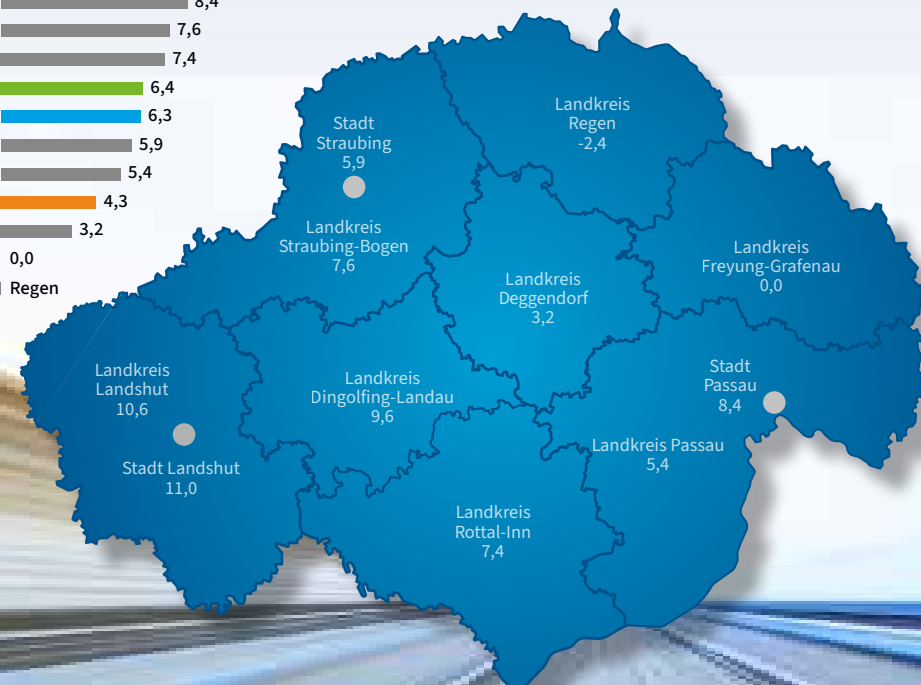 8,4
7,6
7,4
6,4
6,3
5,9
5,4
4,3
3,2
0,0
Regen
Landkreis
Regen
-2,4
Stadt
Straubing
5,9
Landkreis
Straubing-Bogen
7,6
Landkreis
Freyung-Grafenau
0,0
Landkreis
Deggendorf
3,2
Landkreis
Landshut
10,6
Landkreis
Dingolfing-Landau
9,6
Stadt
Passau
8,4
Landkreis Passau
5,4
Stadt Landshut
11,0
Landkreis
Rottal-Inn
7,4